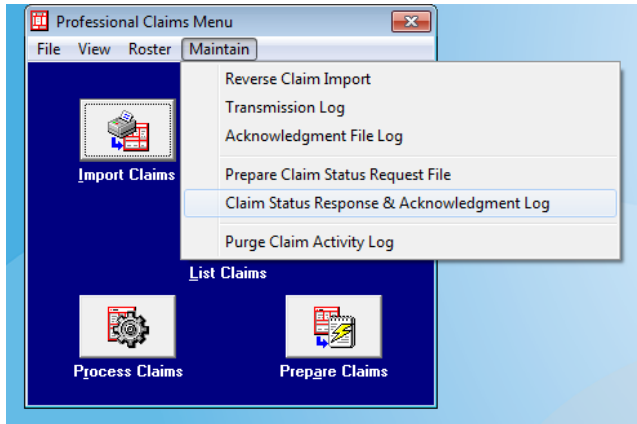 Professional Claims Menu
File View Roster Maintain
Reverse Claim Import
Transmission Log
Acknowledgment File Log
Prepare Claim Status Request File
Claim Status Response & Acknowledgment Log
Purge Claim Activity Log
Import Claims
List Claims
Process Claims Prepare Claims